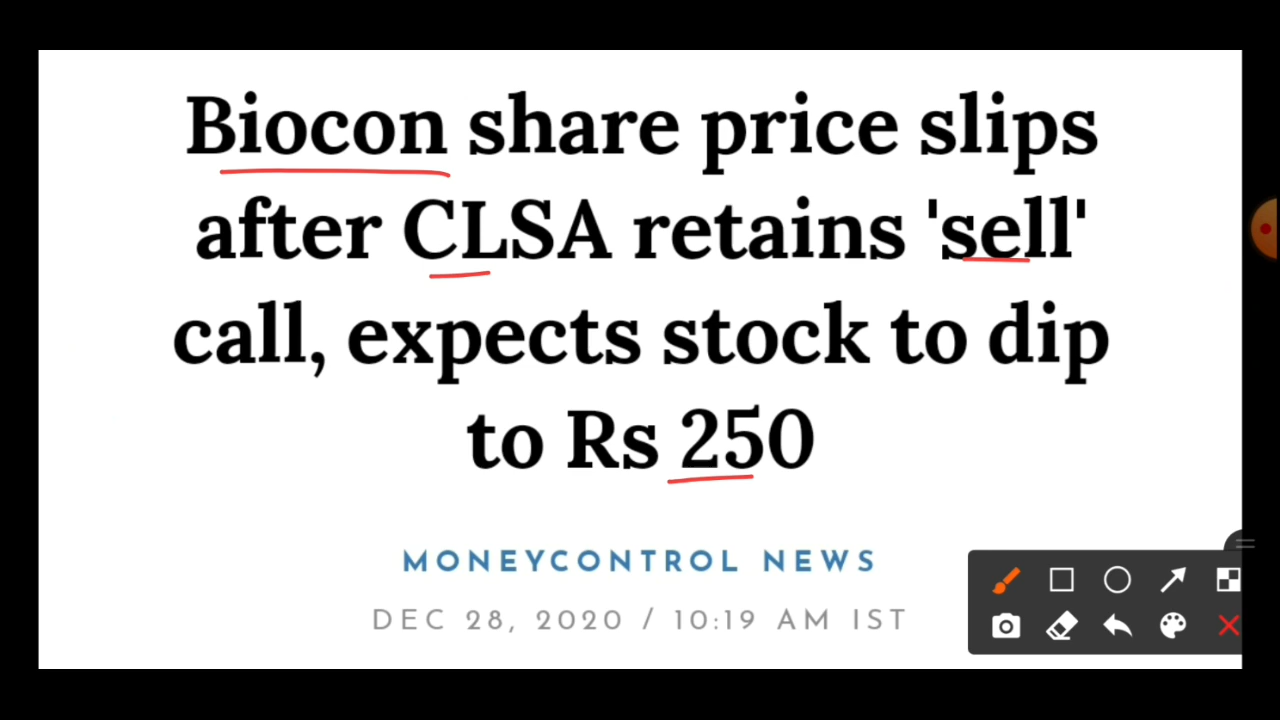 Biocon share price slips
after CLSA retains 'sell'
call, expects stock to dip
to Rs 250
MONEYCONTROL NEWS
DEC 28, 2020 / 10:19 AM IST